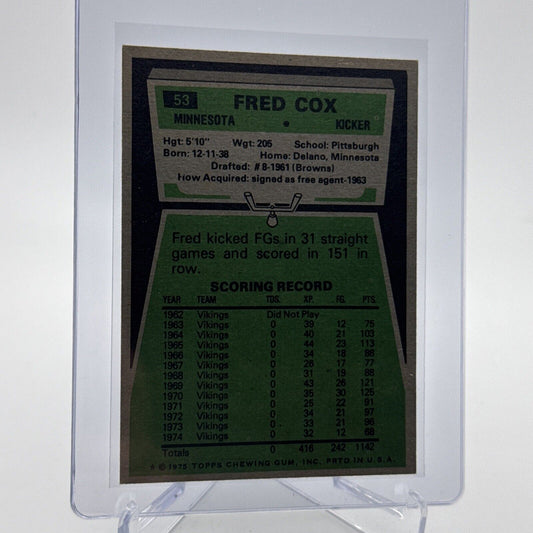 53 FRED COX
MINNESOTA • KICKER
Hgt: 5'10" Wgt: 205 School: Pittsburgh
Born: 12-11-38 Home: Delano, Minnesota
Drafted: #8-1961 (Browns)
How Acquired: signed as free agent-1963
Fred kicked FGs in 31 straight
games and scored in 151 in
row.
SCORING RECORD
YEAR TEAM TDS. XP. FG. PTS.
1962 Vikings Did Not Play
1963 Vikings 0 39 12 75
1964 Vikings 0 40 21 103
1965 Vikings 0 44 23 113
1966 Vikings 0 34 18 88
1967 Vikings 0 26 17 77
1968 Vikings 0 31 19 88
1969 Vikings 0 43 26 121
1970 Vikings 0 35 30 125
1971 Vikings 0 25 22 91
1972 Vikings 0 34 21 97
1973 Vikings 0 33 21 96
1974 Vikings 0 32 12 68
Totals 0 416 242 1142
* © 1975 TOPPS CHEWING GUM, INC. PRTD IN U.S.A.